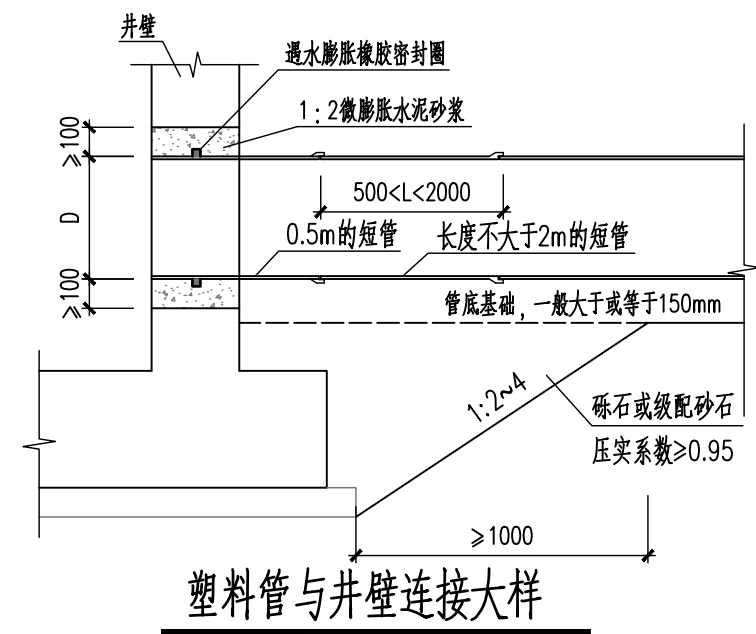 井壁
遇水膨胀橡胶密封圈
1：2微膨胀水泥砂浆
≥100
D
≥100
500<L<2000
0.5m的短管
长度不大于2m的短管
管底基础，一般大于或等于150mm
1:2~4
砾石或级配砂石
压实系数≥0.95
≥1000
塑料管与井壁连接大样